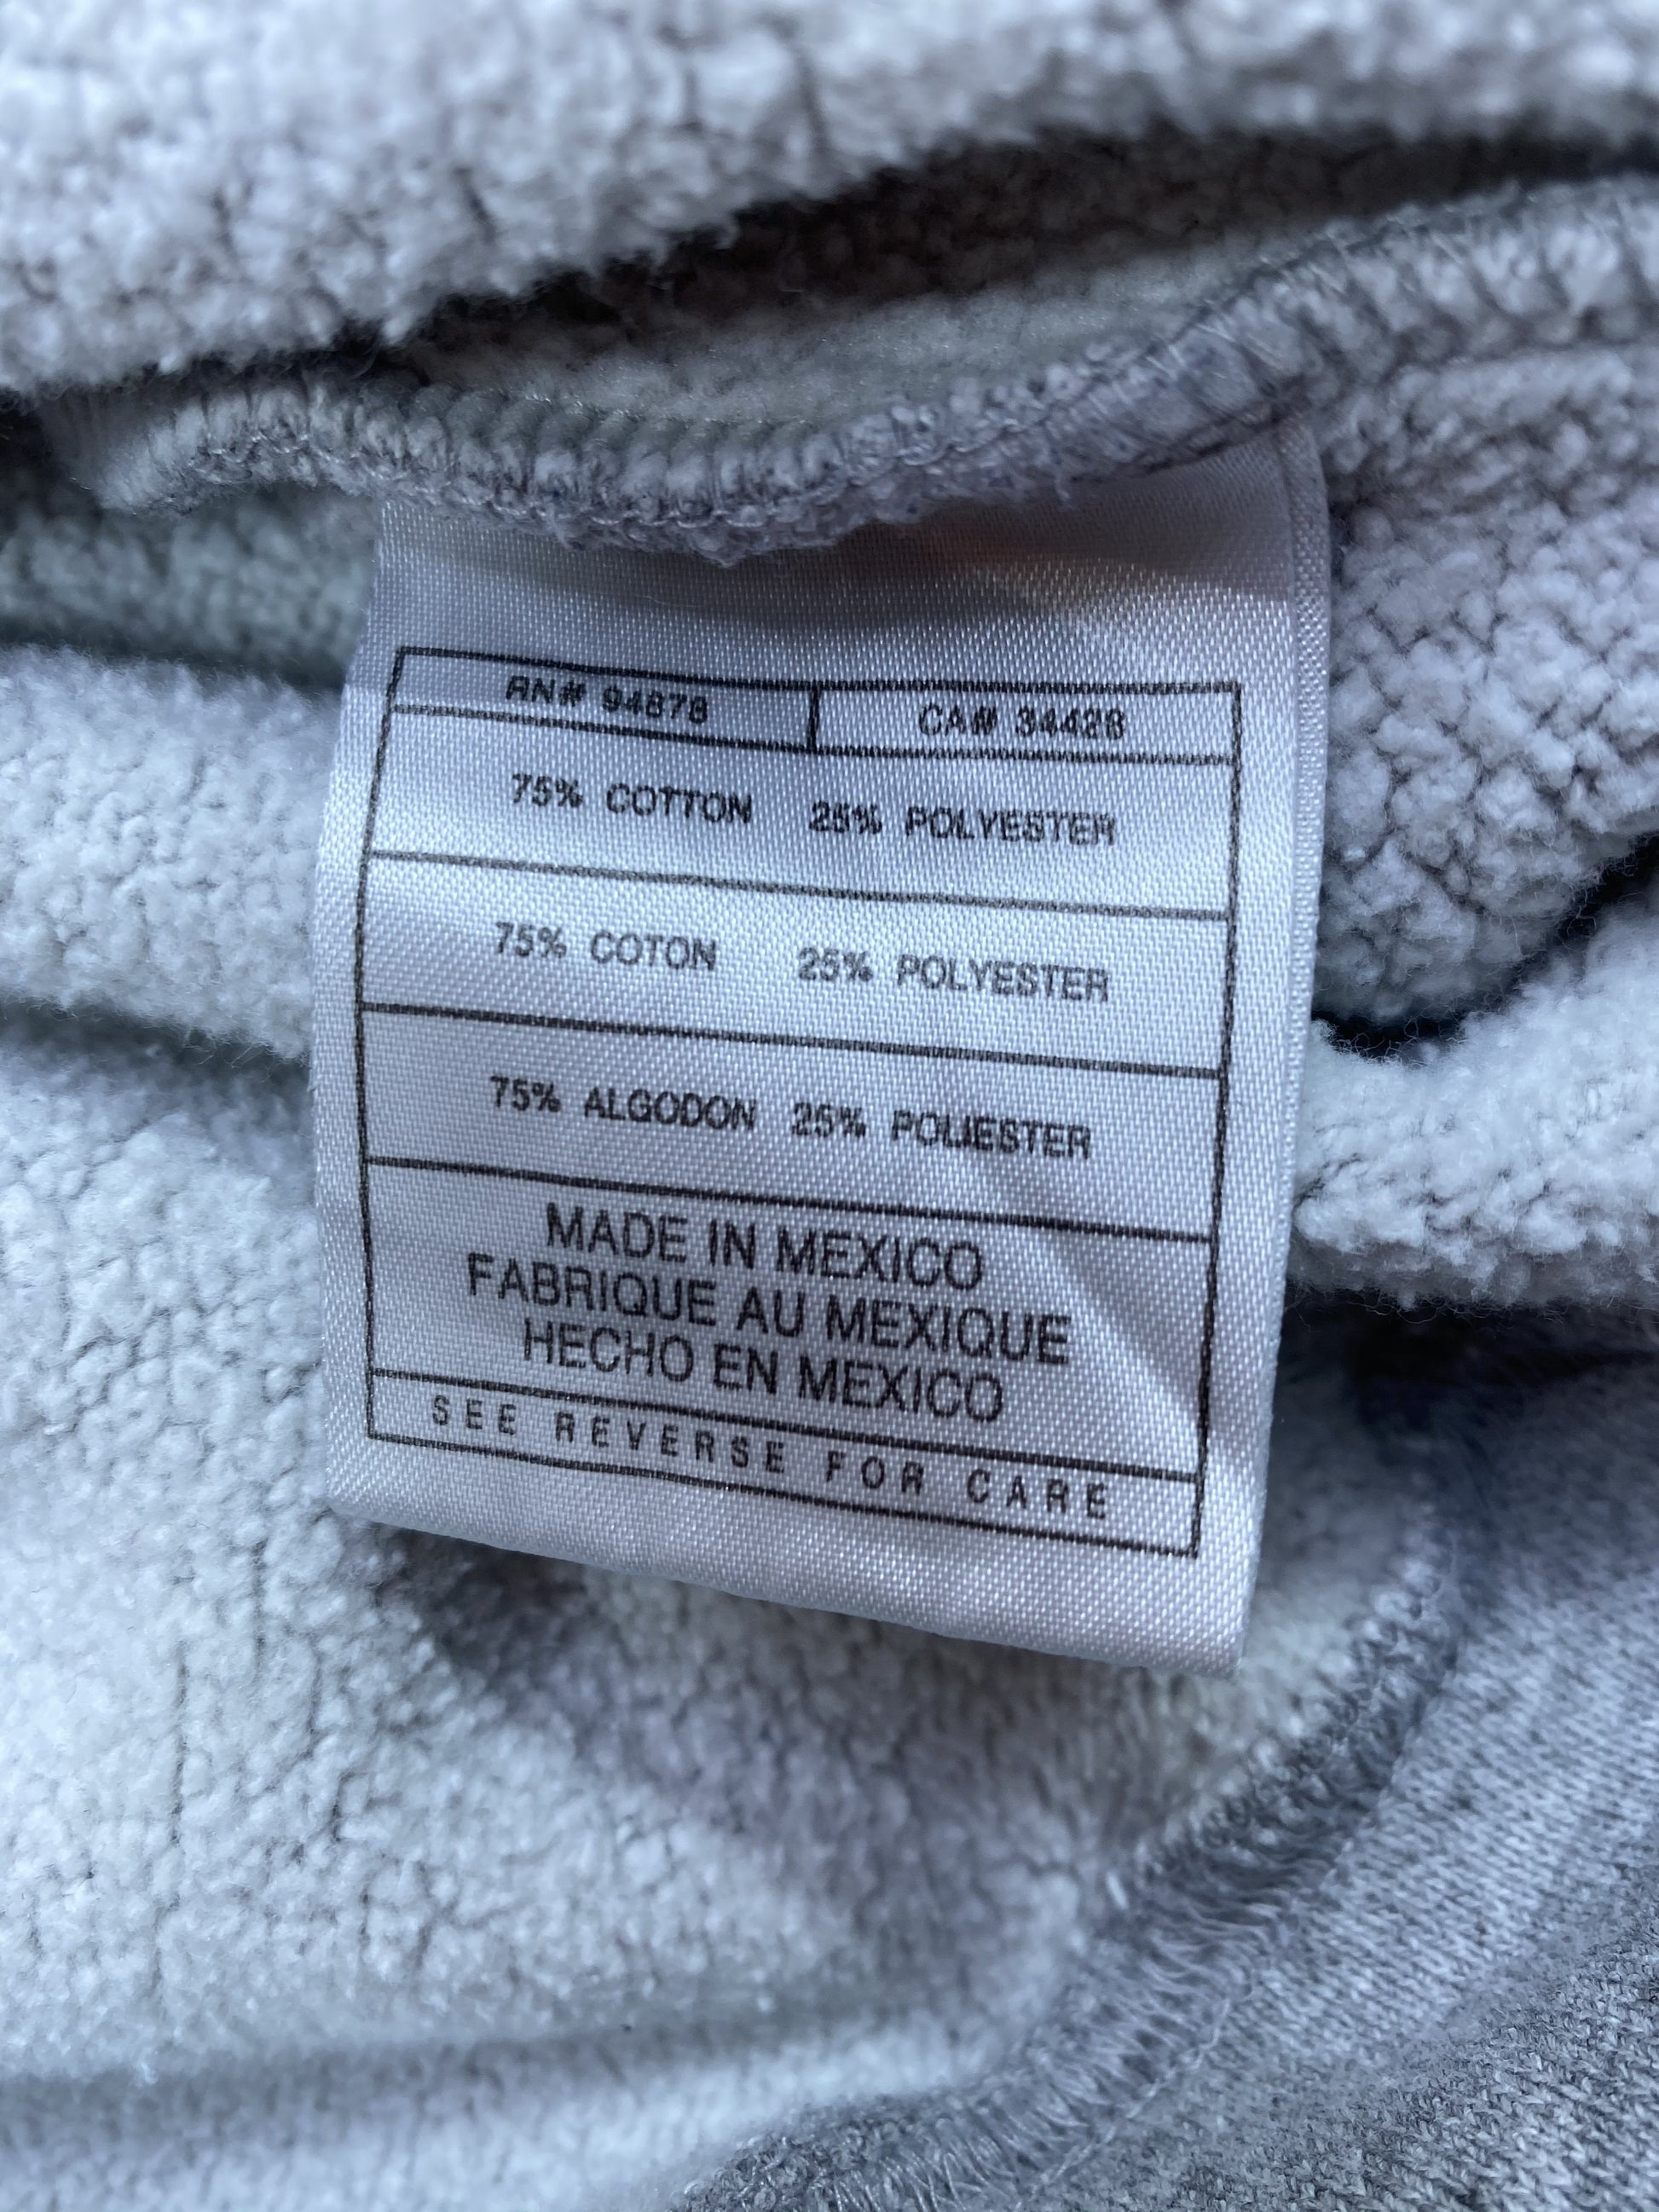 RN# 94878 CA# 34428
75% COTTON 25% POLYESTER
75% COTON 25% POLYESTER
75% ALGODON 25% POLIESTER
MADE IN MEXICO
FABRIQUE AU MEXIQUE
HECHO EN MEXICO
SEE REVERSE FOR CARE